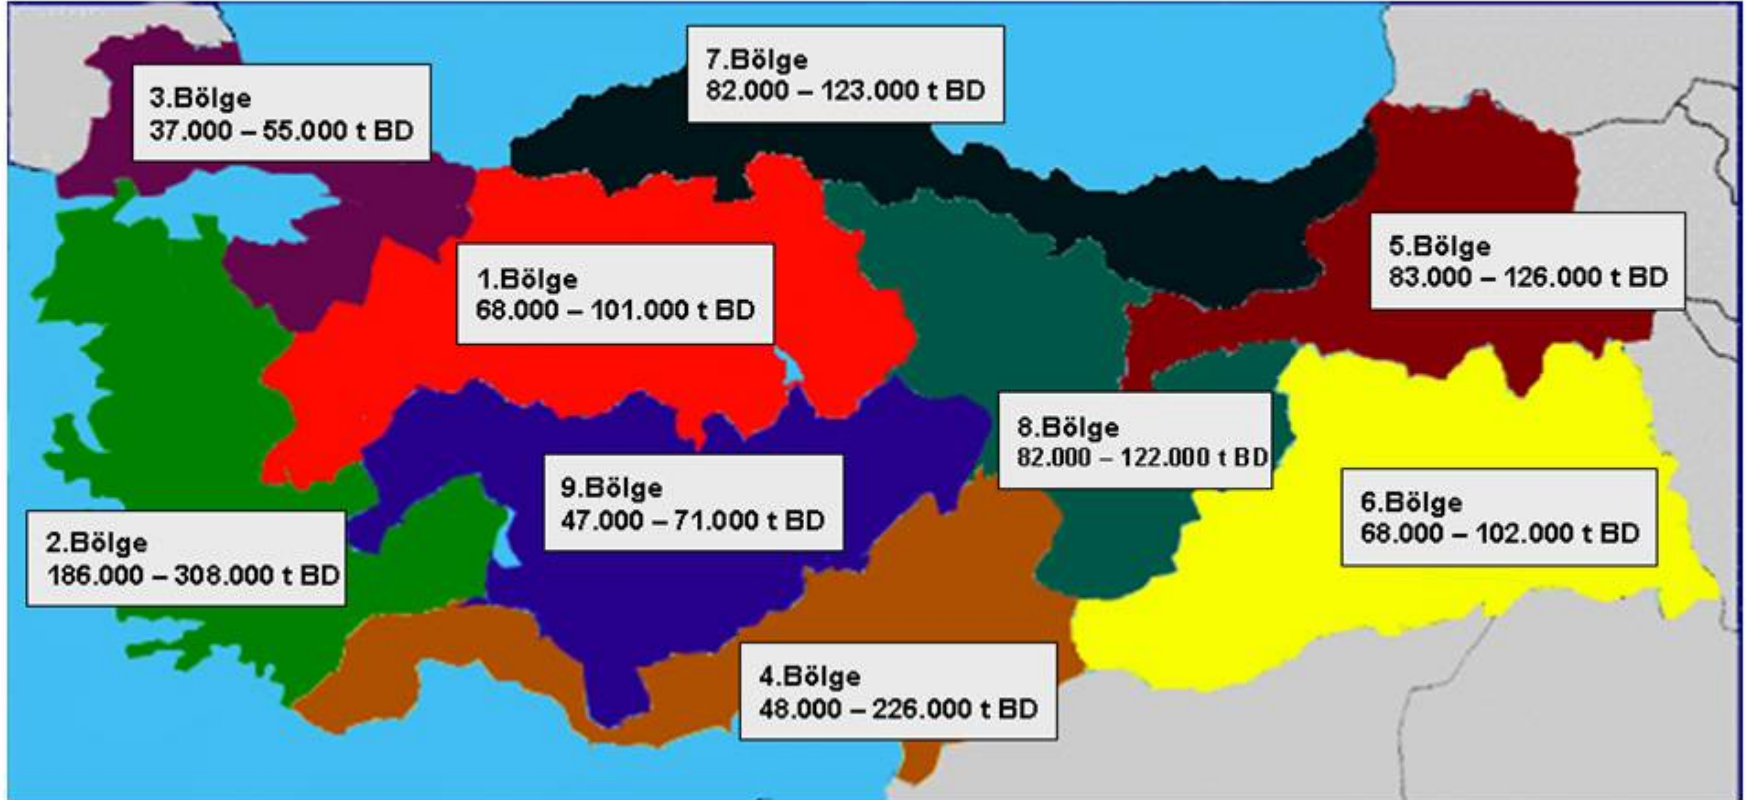 7.Bölge
82.000 – 123.000 t BD
3.Bölge
37.000 – 55.000 t BD
5.Bölge
83.000 – 126.000 t BD
1.Bölge
68.000 – 101.000 t BD
8.Bölge
82.000 – 122.000 t BD
9.Bölge
47.000 – 71.000 t BD
6.Bölge
68.000 – 102.000 t BD
2.Bölge
186.000 – 308.000 t BD
4.Bölge
48.000 – 226.000 t BD